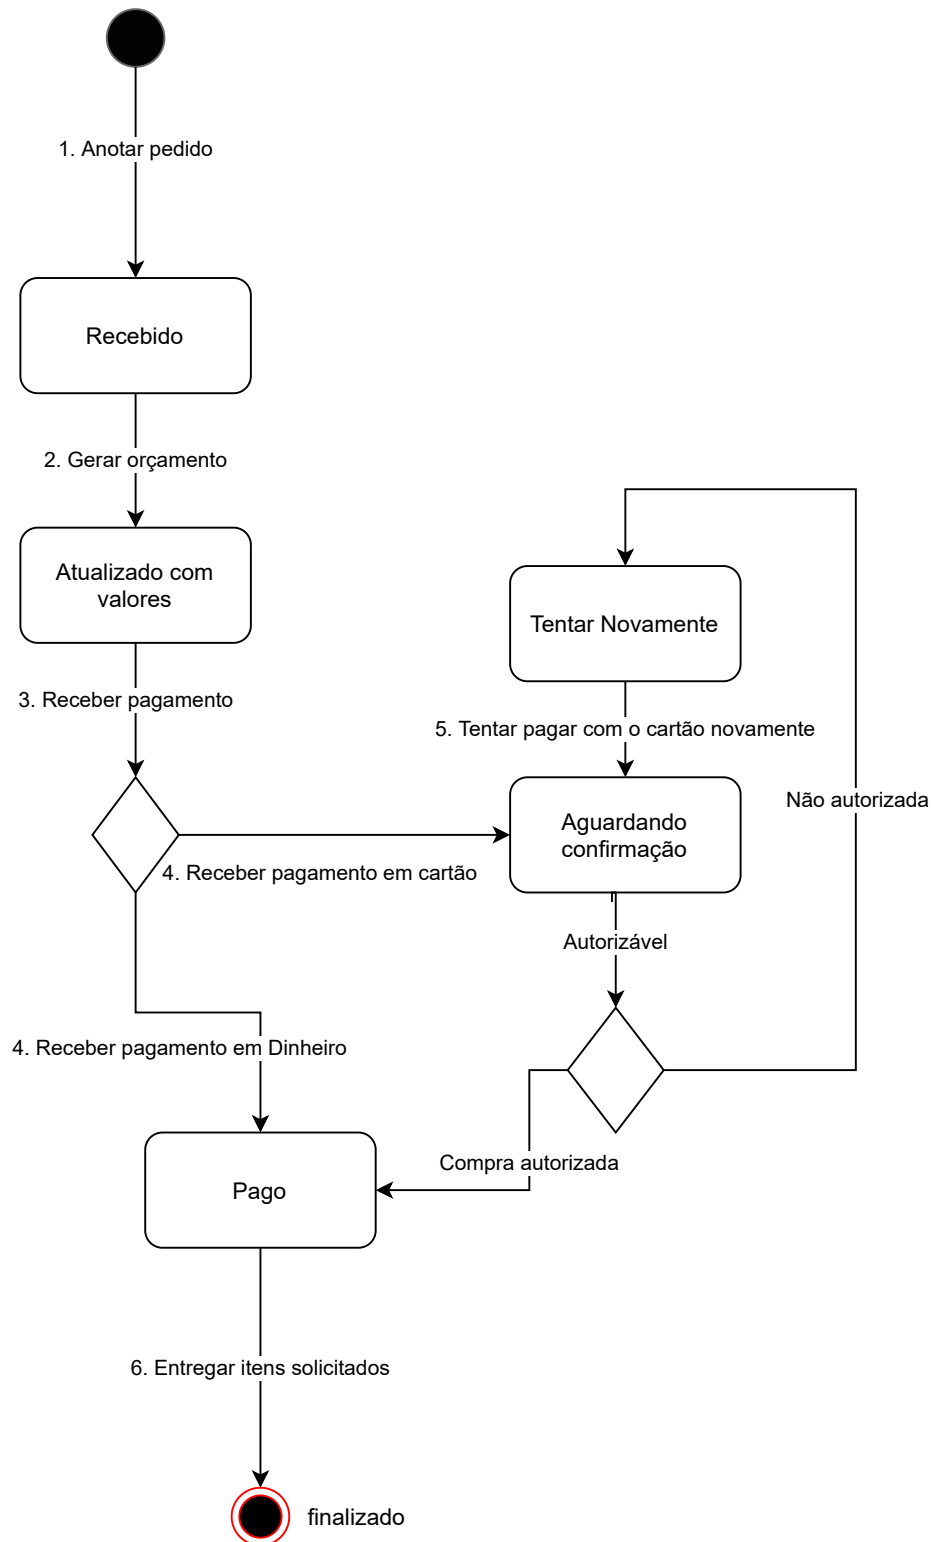 1. Anotar pedido
Recebido
2. Gerar orçamento
Atualizado com
valores
3. Receber pagamento
Tentar Novamente
5. Tentar pagar com o cartão novamente
Não autorizada
Aguardando
confirmação
4. Receber pagamento em cartão
Autorizável
4. Receber pagamento em Dinheiro
Compra autorizada
Pago
6. Entregar itens solicitados
finalizado